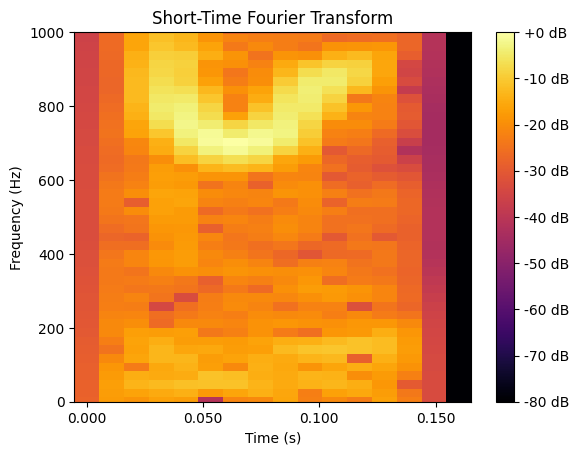 Short-Time Fourier Transform
1000
800
600
400
200
0
Frequency (Hz)
0.000
0.050
0.100
0.150
Time (s)
+0 dB
-10 dB
-20 dB
-30 dB
-40 dB
-50 dB
-60 dB
-70 dB
-80 dB